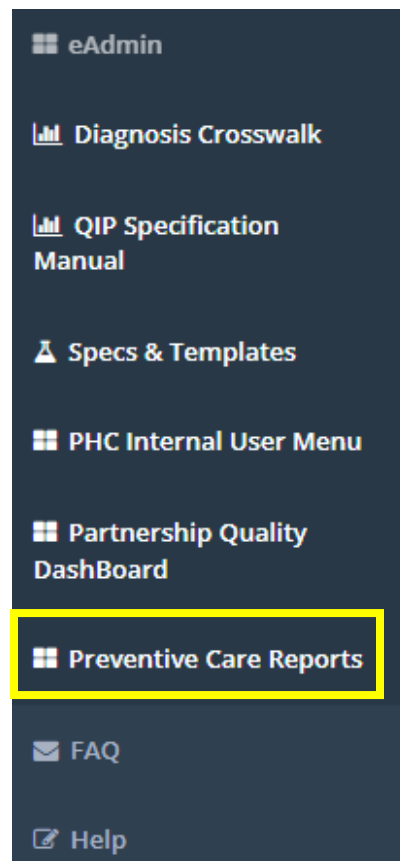 eAdmin
Diagnosis Crosswalk
QIP Specification
Manual
Specs & Templates
PHC Internal User Menu
Partnership Quality
DashBoard
Preventive Care Reports
FAQ
Help